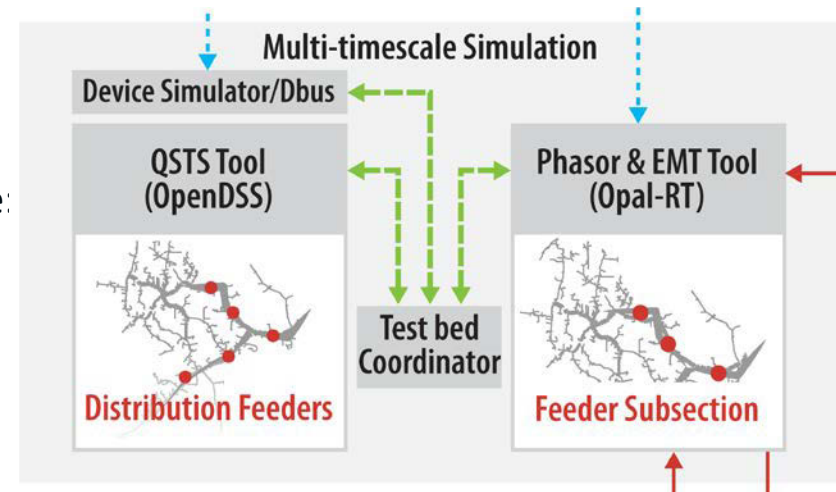 Multi-timescale Simulation
Device Simulator/Dbus
QSTS Tool
(OpenDSS)
Phasor & EMT Tool
(Opal-RT)
e:
Test bed
Coordinator
Distribution Feeders
Feeder Subsection